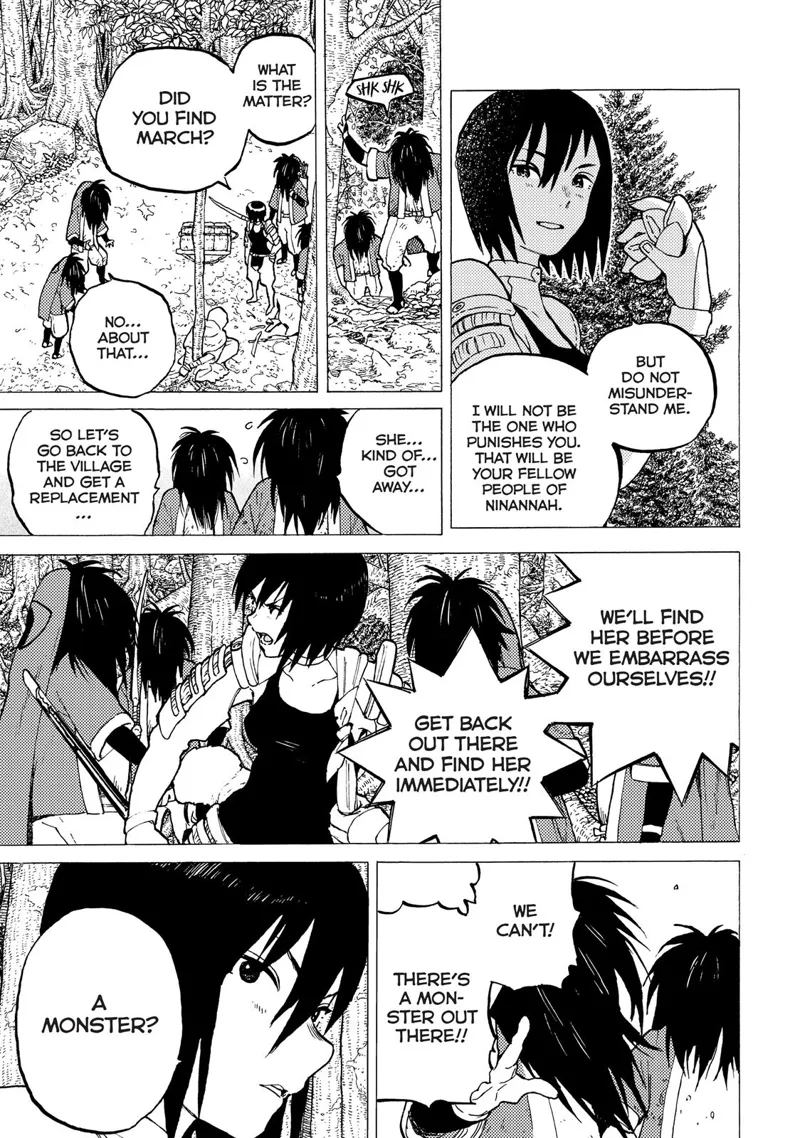 BUT
DO NOT
MISUNDER-
STAND ME.
I WILL NOT BE
THE ONE WHO
PUNISHES YOU.
THAT WILL BE
YOUR FELLOW
PEOPLE OF
NINANNAH.
SHK SHK
WHAT
IS THE
MATTER?
DID
YOU FIND
MARCH?
NO...
ABOUT
THAT...
SHE...
KIND OF...
GOT
AWAY...
SO LET'S
GO BACK TO
THE VILLAGE
AND GET A
REPLACEMENT
...
WE'LL FIND
HER BEFORE
WE EMBARRASS
OURSELVES!!
GET BACK
OUT THERE
AND FIND HER
IMMEDIATELY!!
WE
CAN'T!
THERE'S
A MON-
STER OUT
THERE!!
A
MONSTER?